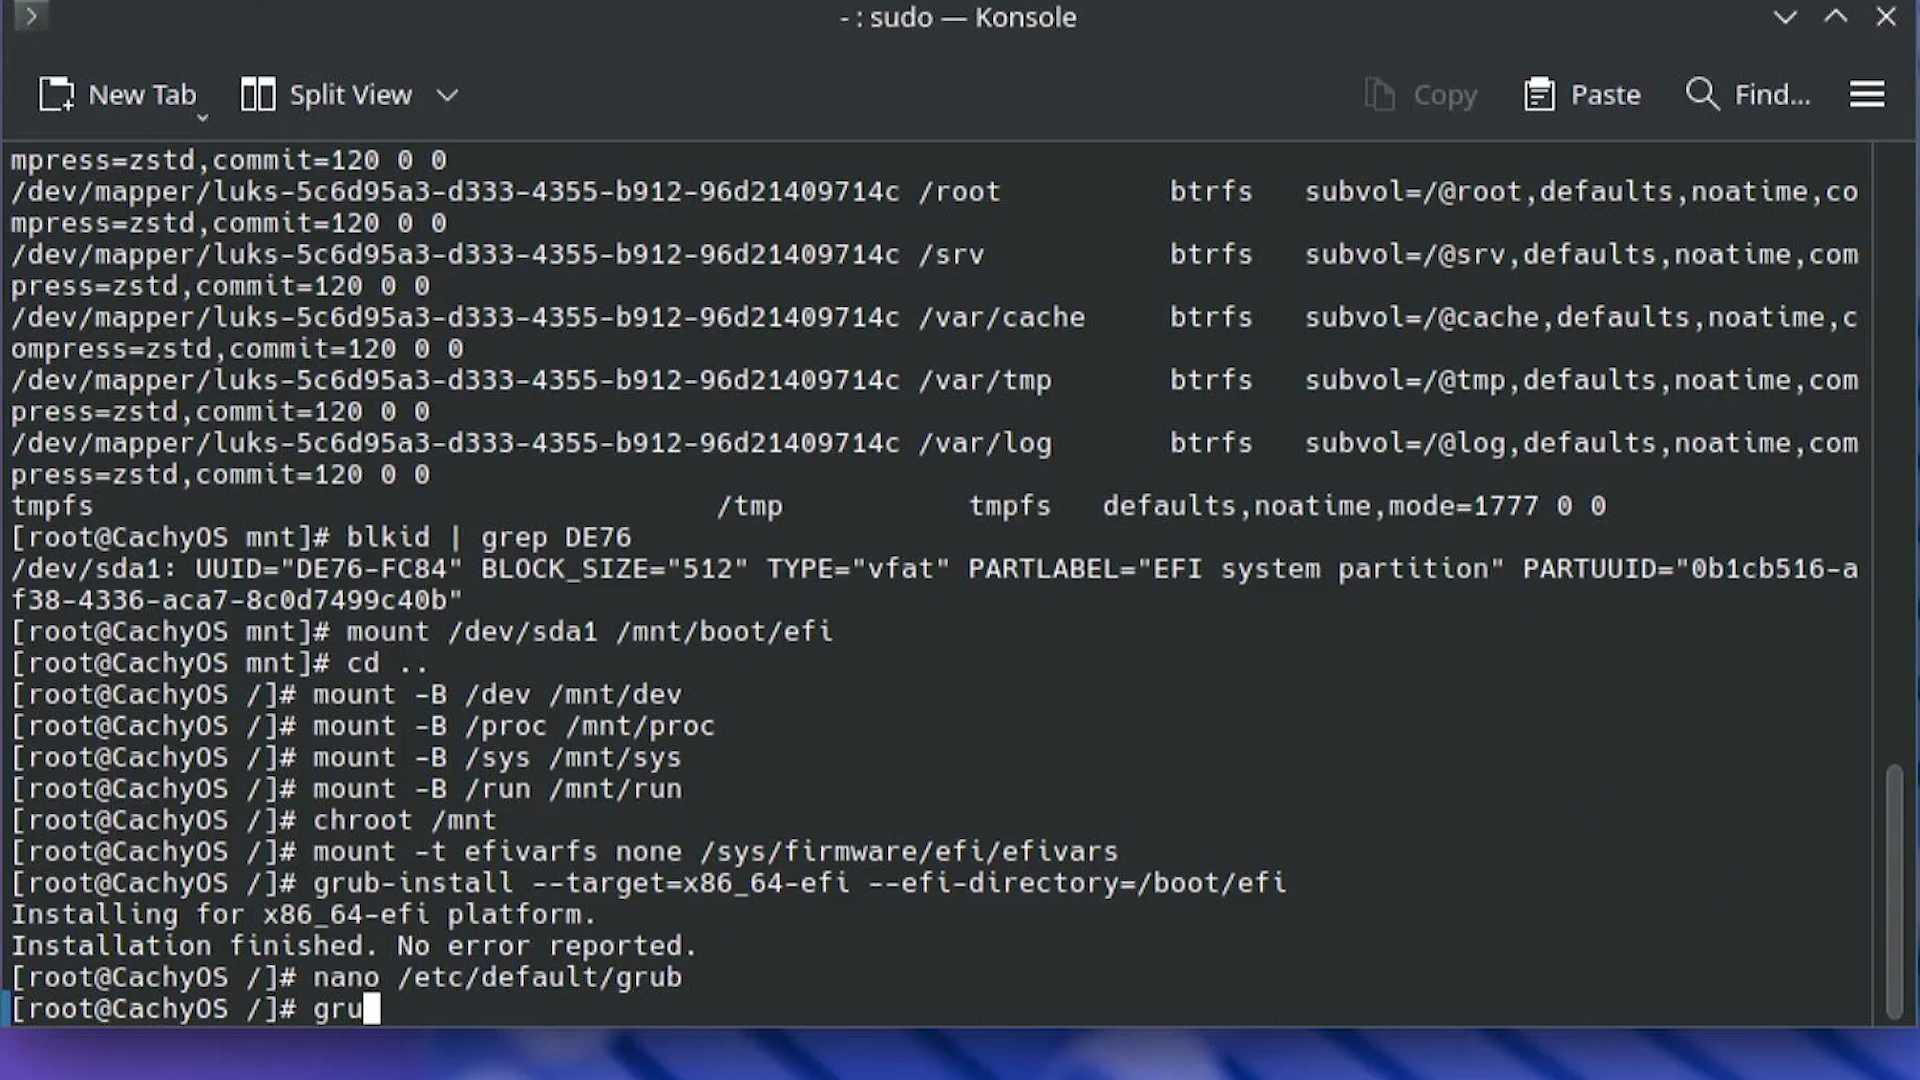 - : sudo — Konsole
New Tab Split View Copy Paste Find...
mpress=zstd,commit=120 0 0
/dev/mapper/luks-5c6d95a3-d333-4355-b912-96d21409714c /root btrfs subvol=/@root,defaults,noatime,co
mpress=zstd,commit=120 0 0
/dev/mapper/luks-5c6d95a3-d333-4355-b912-96d21409714c /srv btrfs subvol=/@srv,defaults,noatime,com
press=zstd,commit=120 0 0
/dev/mapper/luks-5c6d95a3-d333-4355-b912-96d21409714c /var/cache btrfs subvol=/@cache,defaults,noatime,c
ompress=zstd,commit=120 0 0
/dev/mapper/luks-5c6d95a3-d333-4355-b912-96d21409714c /var/tmp btrfs subvol=/@tmp,defaults,noatime,com
press=zstd,commit=120 0 0
/dev/mapper/luks-5c6d95a3-d333-4355-b912-96d21409714c /var/log btrfs subvol=/@log,defaults,noatime,com
press=zstd,commit=120 0 0
tmpfs /tmp tmpfs defaults,noatime,mode=1777 0 0
[root@CachyOS mnt]# blkid | grep DE76
/dev/sda1: UUID="DE76-FC84" BLOCK_SIZE="512" TYPE="vfat" PARTLABEL="EFI system partition" PARTUUID="0b1cb516-a
f38-4336-aca7-8c0d7499c40b"
[root@CachyOS mnt]# mount /dev/sda1 /mnt/boot/efi
[root@CachyOS mnt]# cd ..
[root@CachyOS /]# mount -B /dev /mnt/dev
[root@CachyOS /]# mount -B /proc /mnt/proc
[root@CachyOS /]# mount -B /sys /mnt/sys
[root@CachyOS /]# mount -B /run /mnt/run
[root@CachyOS /]# chroot /mnt
[root@CachyOS /]# mount -t efivarfs none /sys/firmware/efi/efivars
[root@CachyOS /]# grub-install --target=x86_64-efi --efi-directory=/boot/efi
Installing for x86_64-efi platform.
Installation finished. No error reported.
[root@CachyOS /]# nano /etc/default/grub
[root@CachyOS /]# gru